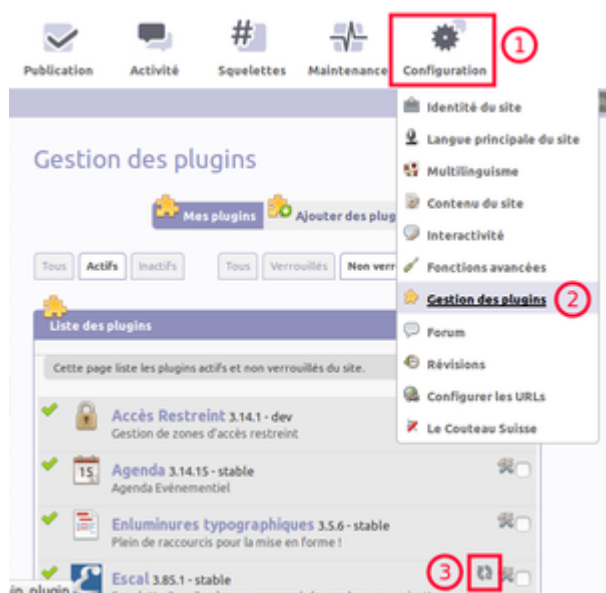 Publication Activité Squelettes Maintenance Configuration 1
Identité du site
Langue principale du site
Multilinguisme
Contenu du site
Interactivité
Fonctions avancées
Gestion des plugins 2
Forum
Révisions
Configurer les URLs
Le Couteau Suisse
Gestion des plugins
Mes plugins Ajouter des plug
Tous Actifs Inactifs Tous Verrouillés Non verr
Liste des plugins
Cette page liste les plugins actifs et non verrouillés du site.
Accès Restreint 3.14.1 - dev
Gestion de zones d'accès restreint
15 Agenda 3.14.15 - stable
Agenda Evénementiel
Enluminures typographiques 3.5.6 - stable
Plein de raccourcis pour la mise en forme !
3
Escal 3.85.1 - stable